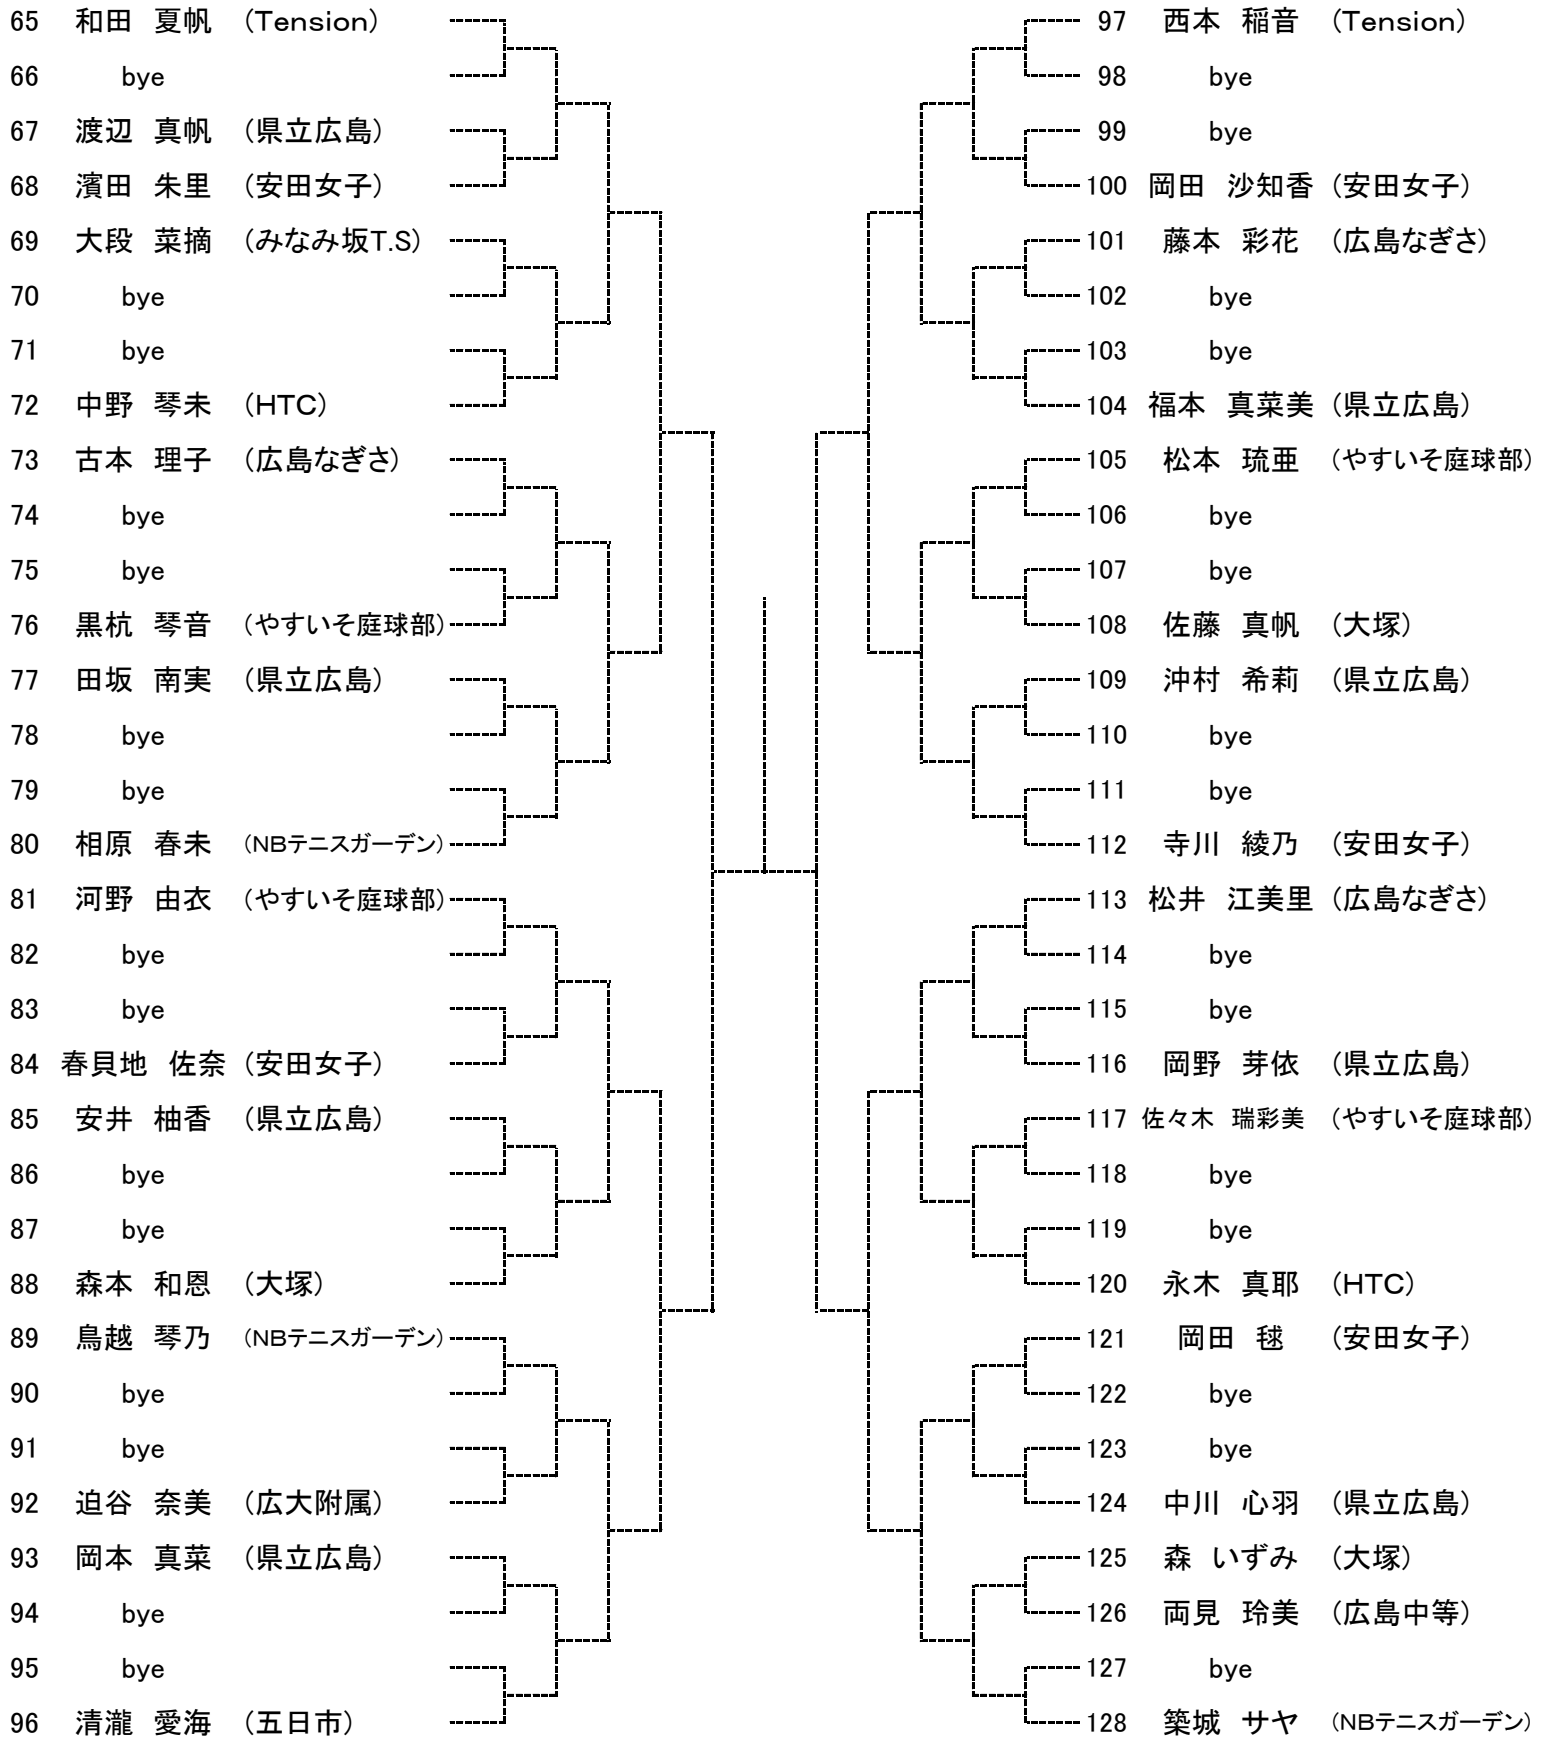 65 和田 夏帆 (Tension)
66 bye
67 渡辺 真帆 (県立広島)
68 濱田 朱里 (安田女子)
69 大段 菜摘 (みなみ坂T.S)
70 bye
71 bye
72 中野 琴未 (HTC)
73 古本 理子 (広島なぎさ)
74 bye
75 bye
76 黒杭 琴音 (やすいそ庭球部)
77 田坂 南実 (県立広島)
78 bye
79 bye
80 相原 春未 (NBテニスガーデン)
81 河野 由衣 (やすいそ庭球部)
82 bye
83 bye
84 春貝地 佐奈 (安田女子)
85 安井 柚香 (県立広島)
86 bye
87 bye
88 森本 和恩 (大塚)
89 鳥越 琴乃 (NBテニスガーデン)
90 bye
91 bye
92 迫谷 奈美 (広大附属)
93 岡本 真菜 (県立広島)
94 bye
95 bye
96 清瀧 愛海 (五日市)
97 西本 稲音 (Tension)
98 bye
99 bye
100 岡田 沙知香 (安田女子)
101 藤本 彩花 (広島なぎさ)
102 bye
103 bye
104 福本 真菜美 (県立広島)
105 松本 琉亜 (やすいそ庭球部)
106 bye
107 bye
108 佐藤 真帆 (大塚)
109 沖村 希莉 (県立広島)
110 bye
111 bye
112 寺川 綾乃 (安田女子)
113 松井 江美里 (広島なぎさ)
114 bye
115 bye
116 岡野 芽依 (県立広島)
117 佐々木 瑞彩美 (やすいそ庭球部)
118 bye
119 bye
120 永木 真耶 (HTC)
121 岡田 毬 (安田女子)
122 bye
123 bye
124 中川 心羽 (県立広島)
125 森 いずみ (大塚)
126 両見 玲美 (広島中等)
127 bye
128 築城 サヤ (NBテニスガーデン)